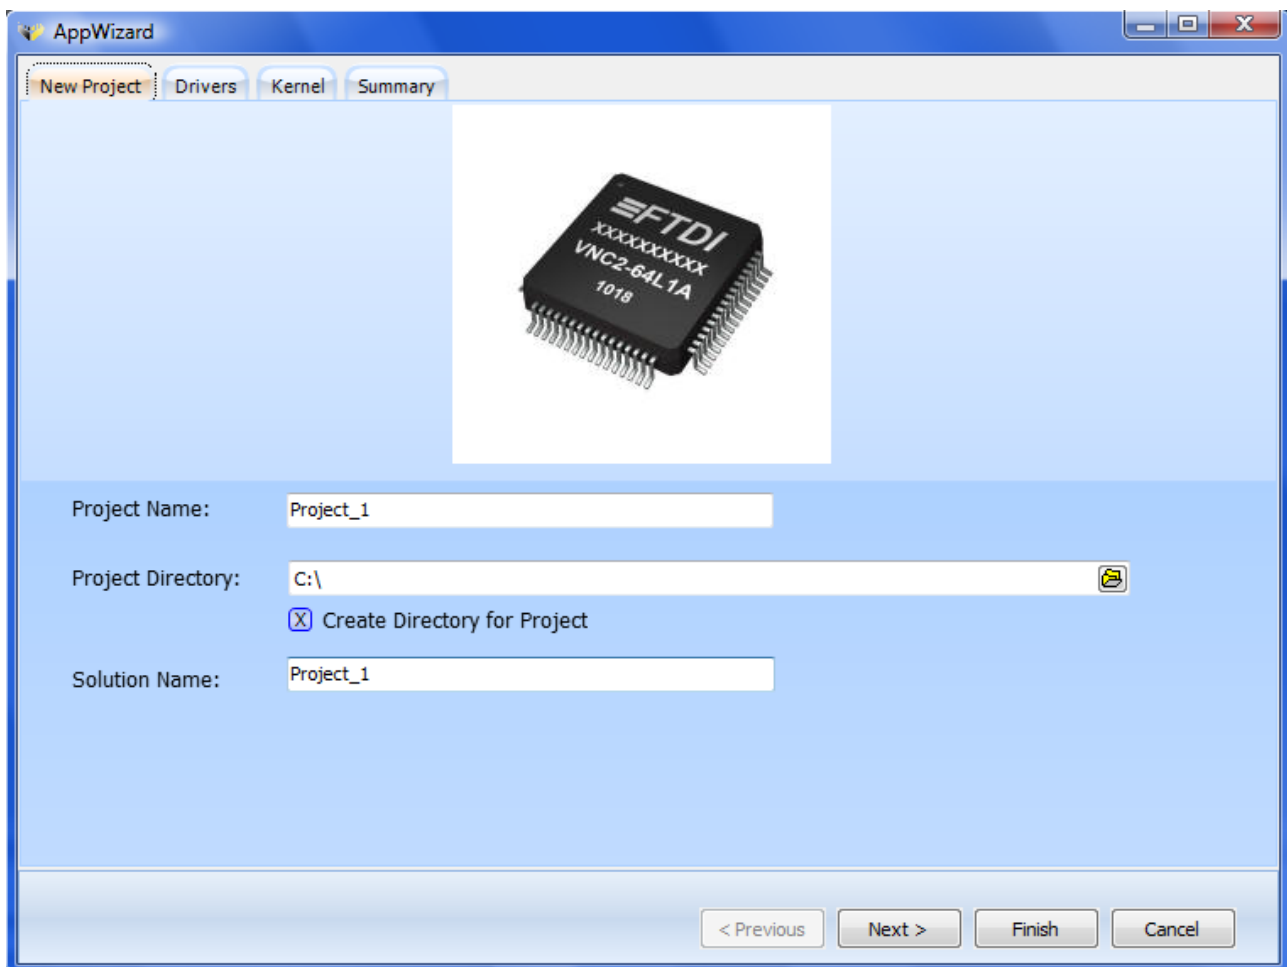 AppWizard
New Project Drivers Kernel Summary
FTDI
XXXXXXXXXX
VNC2-64L1A
1018
Project Name: Project_1
Project Directory: C:\
X Create Directory for Project
Solution Name: Project_1
< Previous Next > Finish Cancel